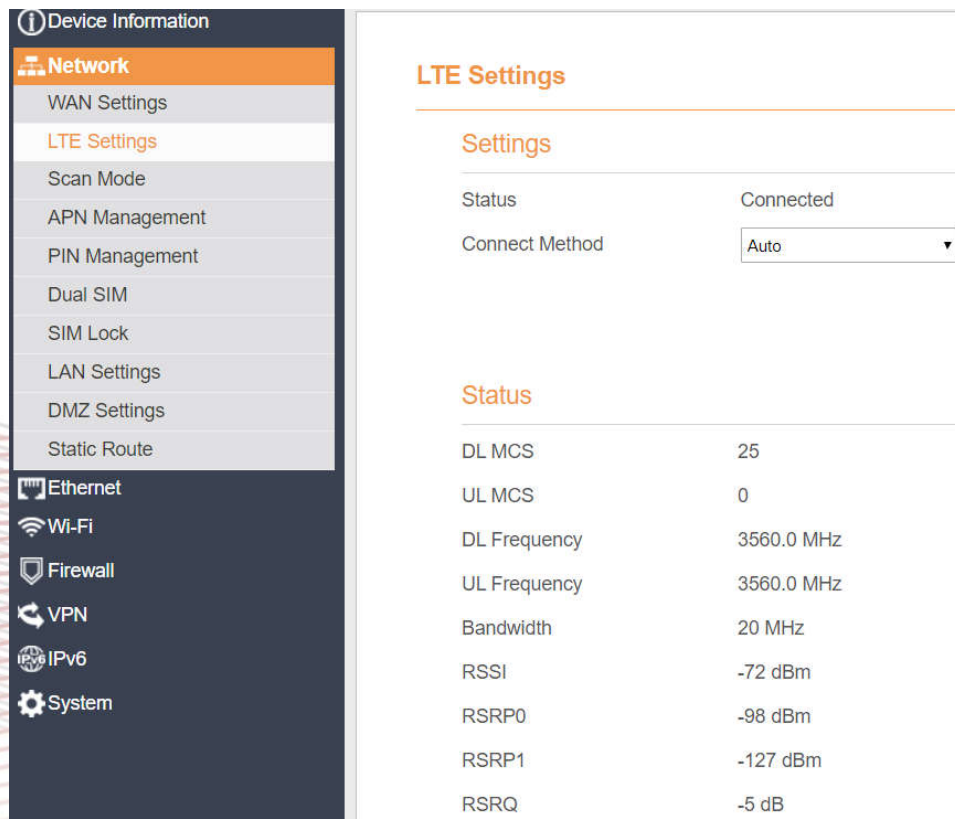 Device Information
Network
WAN Settings
LTE Settings
Scan Mode
APN Management
PIN Management
Dual SIM
SIM Lock
LAN Settings
DMZ Settings
Static Route
Ethernet
Wi-Fi
Firewall
VPN
IPv6 IPv6
System
LTE Settings
Settings
Status Connected
Connect Method Auto
Status
DL MCS 25
UL MCS 0
DL Frequency 3560.0 MHz
UL Frequency 3560.0 MHz
Bandwidth 20 MHz
RSSI -72 dBm
RSRP0 -98 dBm
RSRP1 -127 dBm
RSRQ -5 dB